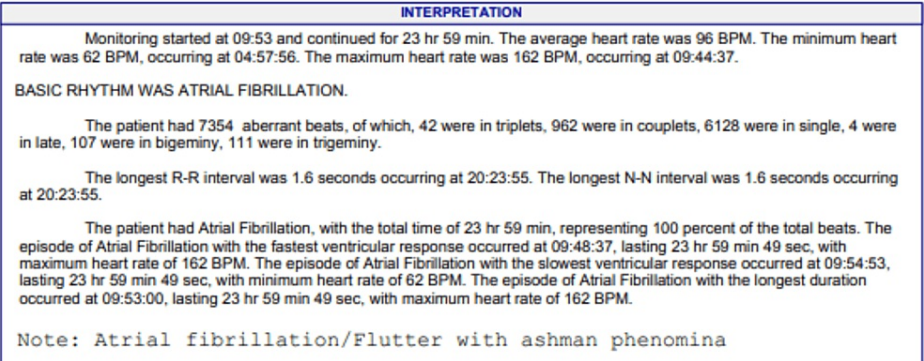 INTERPRETATION
Monitoring started at 09:53 and continued for 23 hr 59 min. The average heart rate was 96 BPM. The minimum heart
rate was 62 BPM, occurring at 04:57:56. The maximum heart rate was 162 BPM, occurring at 09:44:37.
BASIC RHYTHM WAS ATRIAL FIBRILLATION.
The patient had 7354 aberrant beats, of which, 42 were in triplets, 962 were in couplets, 6128 were in single, 4 were
in late, 107 were in bigeminy, 111 were in trigeminy.
The longest R-R interval was 1.6 seconds occurring at 20:23:55. The longest N-N interval was 1.6 seconds occurring
at 20:23:55.
The patient had Atrial Fibrillation, with the total time of 23 hr 59 min, representing 100 percent of the total beats. The
episode of Atrial Fibrillation with the fastest ventricular response occurred at 09:48:37, lasting 23 hr 59 min 49 sec, with
maximum heart rate of 162 BPM. The episode of Atrial Fibrillation with the slowest ventricular response occurred at 09:54:53,
lasting 23 hr 59 min 49 sec, with minimum heart rate of 62 BPM. The episode of Atrial Fibrillation with the longest duration
occurred at 09:53:00, lasting 23 hr 59 min 49 sec, with maximum heart rate of 162 BPM.
Note: Atrial fibrillation/Flutter with ashman phenomina